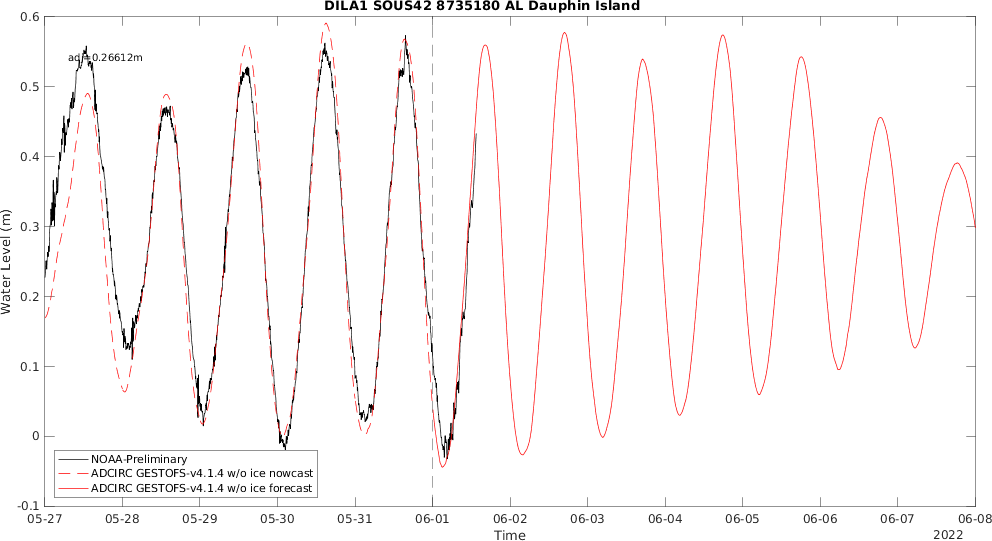 DILA1 SOUS42 8735180 AL Dauphin Island
0.6
0.5
0.4
0.3
0.2
0.1
0
-0.1
Water Level (m)
ad =0.26612m
NOAA-Preliminary
ADCIRC GESTOFS-v4.1.4 w/o ice nowcast
ADCIRC GESTOFS-v4.1.4 w/o ice forecast
05-27 05-28 05-29 05-30 05-31 06-01 06-02 06-03 06-04 06-05 06-06 06-07 06-08
Time
2022